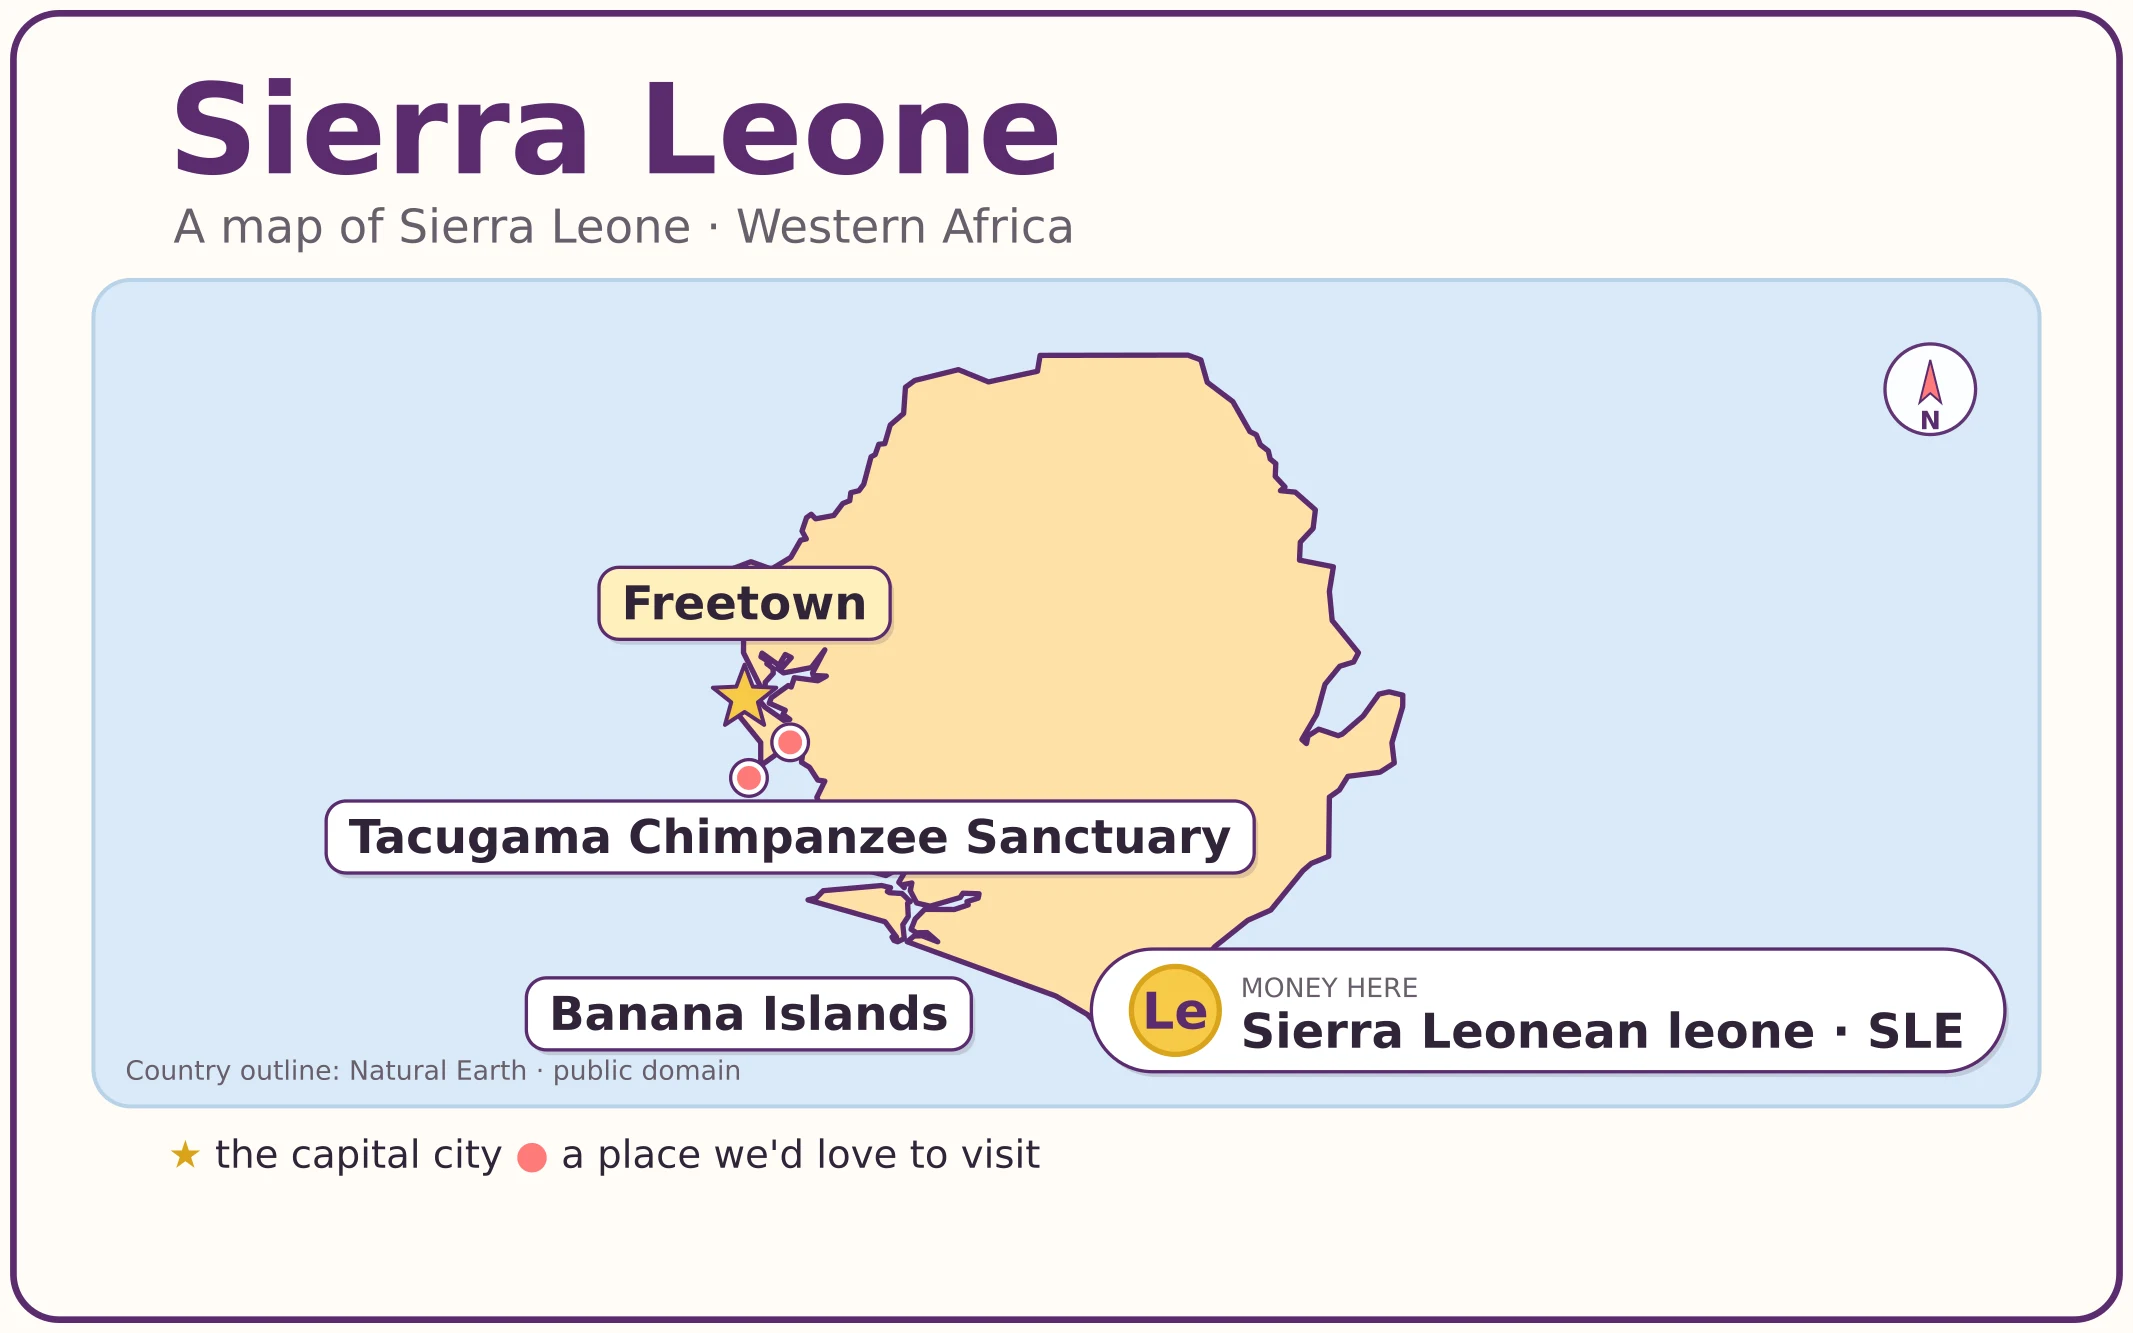 Sierra Leone
A map of Sierra Leone · Western Africa
N
Freetown
Tacugama Chimpanzee Sanctuary
Banana Islands
Le
MONEY HERE
Sierra Leonean leone · SLE
Country outline: Natural Earth · public domain
★ the capital city ● a place we'd love to visit